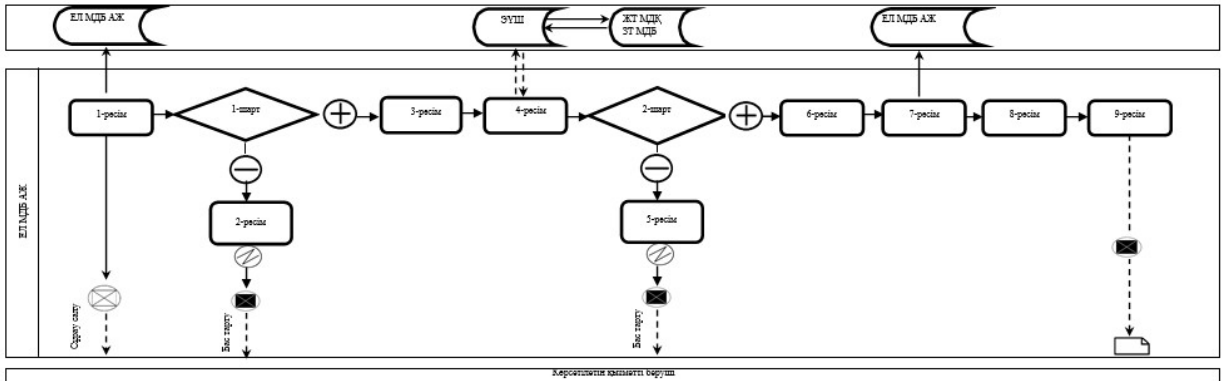 ЕЛ МДБ АЖ
ЭҮШ
ЖТ МДҚ
ЗТ МДБ
ЕЛ МДБ АЖ
1-рәсім
1-шарт
3-рәсім
4-рәсім
2-шарт
6-рәсім
7-рәсім
8-рәсім
9-рәсім
2-рәсім
5-рәсім
ЕЛ МДБ АЖ
Сұрау салу
Бас тарту
Бас тарту
Көрсетілетін қызметті беруші